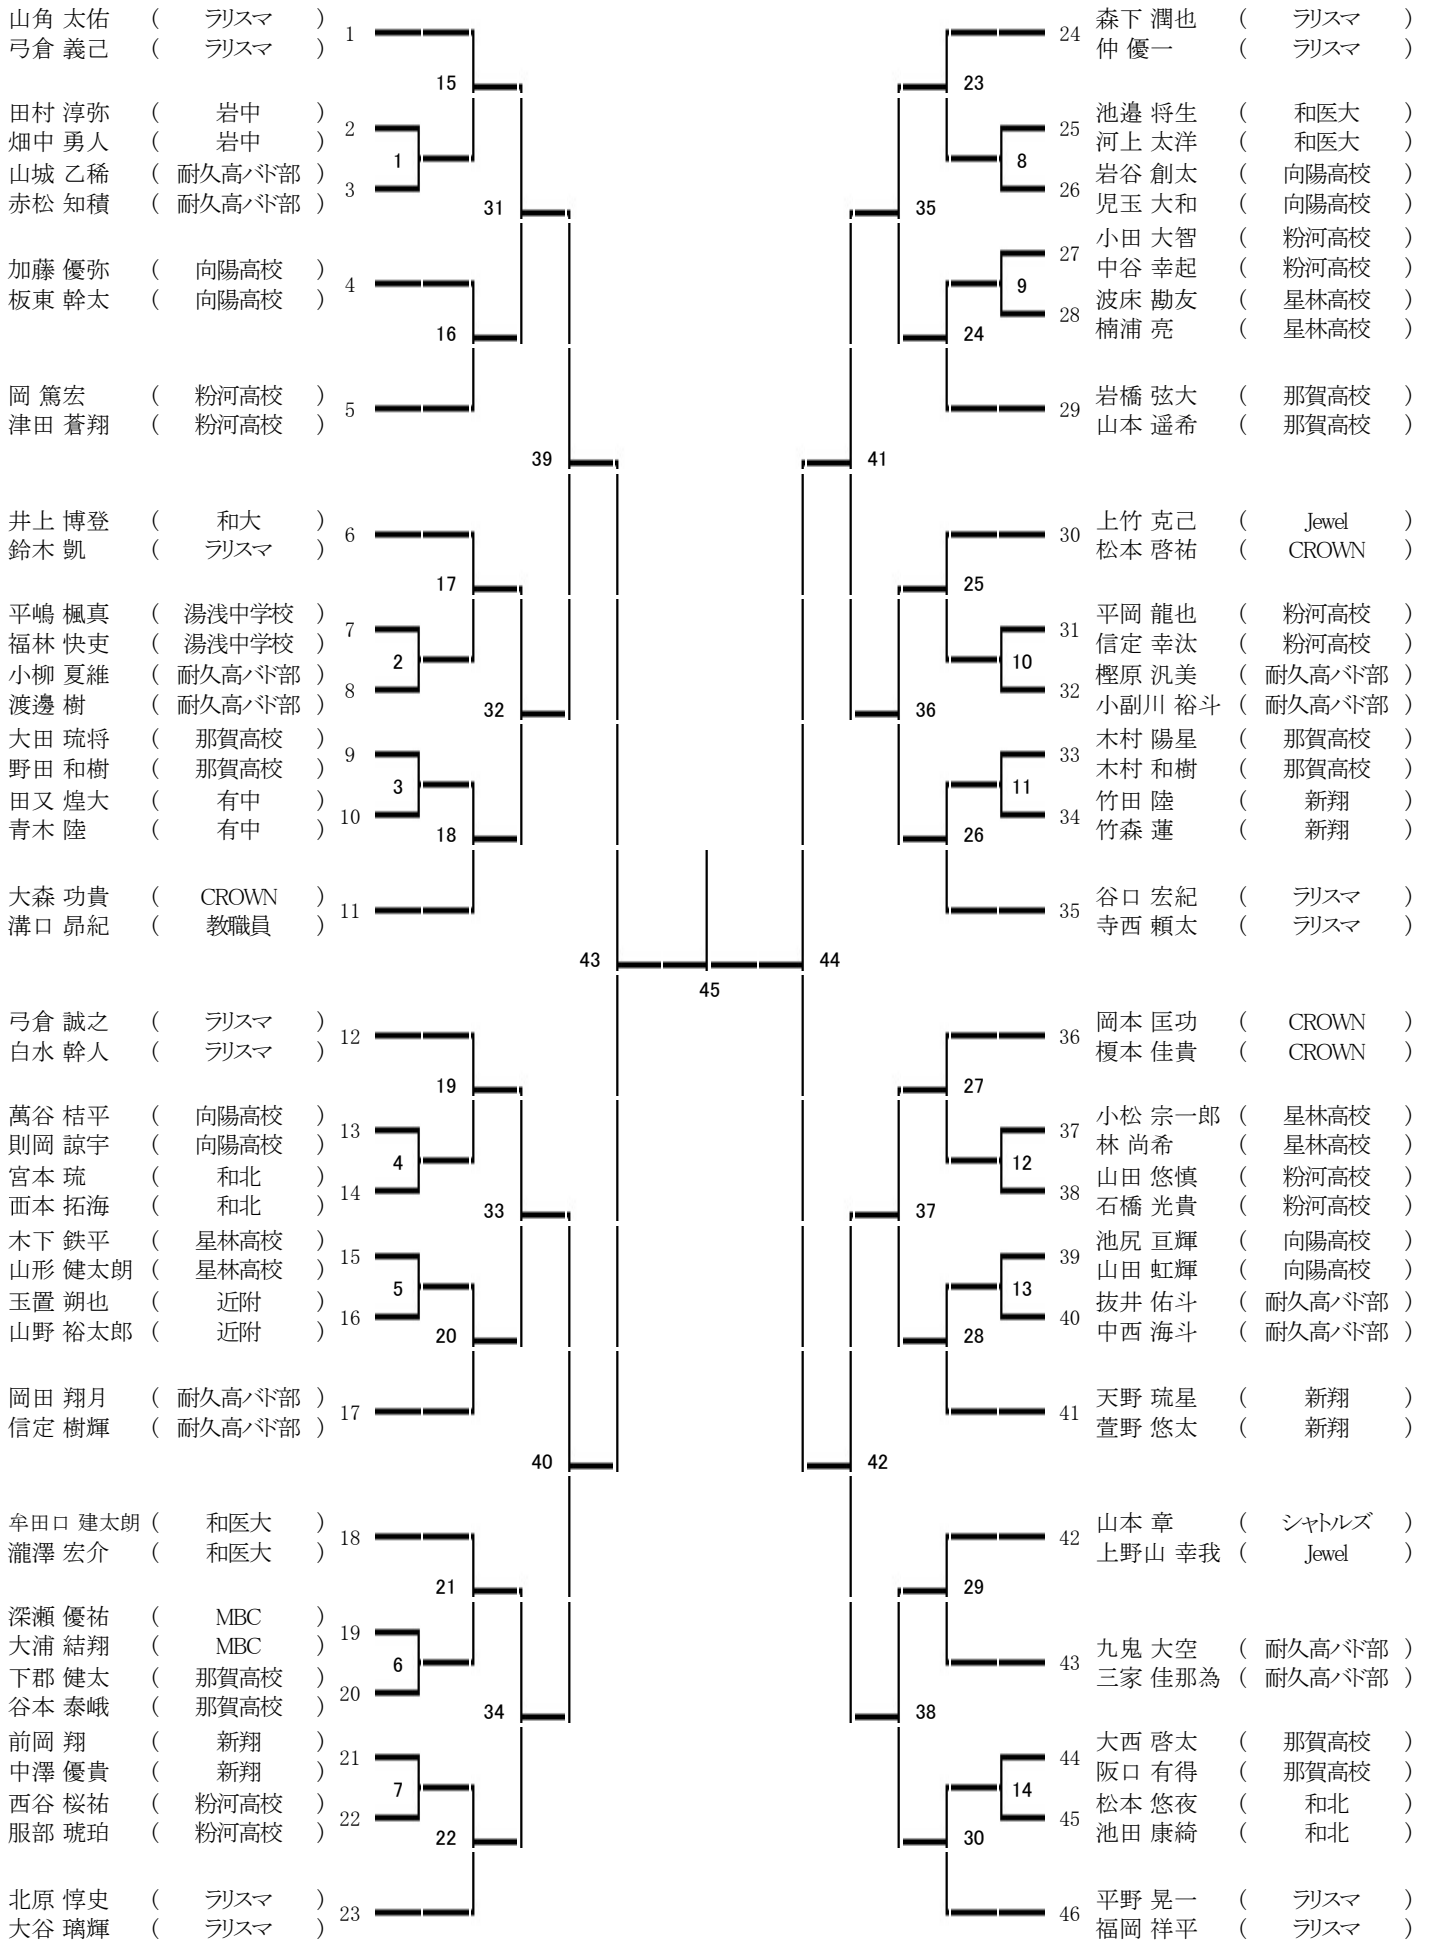 山角 太佑 ( ラリスマ ) 1
弓倉 義己 ( ラリスマ )
15
田村 淳弥 ( 岩中 ) 2
畑中 勇人 ( 岩中 )
1
山城 乙稀 ( 耐久高バド部 ) 3
赤松 知積 ( 耐久高バド部 )
31
加藤 優弥 ( 向陽高校 ) 4
板東 幹太 ( 向陽高校 )
16
岡 篤宏 ( 粉河高校 ) 5
津田 蒼翔 ( 粉河高校 )
39
井上 博登 ( 和大 ) 6
鈴木 凱 ( ラリスマ )
17
平嶋 楓真 ( 湯浅中学校 ) 7
福林 快吏 ( 湯浅中学校 )
2
小柳 夏維 ( 耐久高バド部 ) 8
渡邊 樹 ( 耐久高バド部 )
32
大田 琉将 ( 那賀高校 ) 9
野田 和樹 ( 那賀高校 )
3
田又 煌大 ( 有中 ) 10
青木 陸 ( 有中 )
18
大森 功貴 ( CROWN ) 11
溝口 昴紀 ( 教職員 )
43
弓倉 誠之 ( ラリスマ ) 12
白水 幹人 ( ラリスマ )
19
萬谷 桔平 ( 向陽高校 ) 13
則岡 諒宇 ( 向陽高校 )
4
宮本 琉 ( 和北 ) 14
西本 拓海 ( 和北 )
33
木下 鉄平 ( 星林高校 ) 15
山形 健太朗 ( 星林高校 )
5
玉置 朔也 ( 近附 ) 16
山野 裕太郎 ( 近附 )
20
岡田 翔月 ( 耐久高バド部 ) 17
信定 樹輝 ( 耐久高バド部 )
40
牟田口 建太朗 ( 和医大 ) 18
瀧澤 宏介 ( 和医大 )
21
深瀬 優祐 ( MBC ) 19
大浦 結翔 ( MBC )
6
下郡 健太 ( 那賀高校 ) 20
谷本 泰峨 ( 那賀高校 )
34
前岡 翔 ( 新翔 ) 21
中澤 優貴 ( 新翔 )
7
西谷 桜祐 ( 粉河高校 ) 22
服部 琥珀 ( 粉河高校 )
22
北原 惇史 ( ラリスマ ) 23
大谷 璃輝 ( ラリスマ )
45
24 森下 潤也 ( ラリスマ )
仲 優一 ( ラリスマ )
23
25 池邉 将生 ( 和医大 )
河上 太洋 ( 和医大 )
8
26 岩谷 創太 ( 向陽高校 )
児玉 大和 ( 向陽高校 )
35
27 小田 大智 ( 粉河高校 )
中谷 幸起 ( 粉河高校 )
9
28 波床 勘友 ( 星林高校 )
楠浦 亮 ( 星林高校 )
24
29 岩橋 弦大 ( 那賀高校 )
山本 遥希 ( 那賀高校 )
41
30 上竹 克己 ( Jewel )
松本 啓祐 ( CROWN )
25
31 平岡 龍也 ( 粉河高校 )
信定 幸汰 ( 粉河高校 )
10
32 樫原 汎美 ( 耐久高バド部 )
小副川 裕斗 ( 耐久高バド部 )
36
33 木村 陽星 ( 那賀高校 )
木村 和樹 ( 那賀高校 )
11
34 竹田 陸 ( 新翔 )
竹森 蓮 ( 新翔 )
26
35 谷口 宏紀 ( ラリスマ )
寺西 頼太 ( ラリスマ )
44
36 岡本 匡功 ( CROWN )
榎本 佳貴 ( CROWN )
27
37 小松 宗一郎 ( 星林高校 )
林 尚希 ( 星林高校 )
12
38 山田 悠慎 ( 粉河高校 )
石橋 光貴 ( 粉河高校 )
37
39 池尻 亘輝 ( 向陽高校 )
山田 虹輝 ( 向陽高校 )
13
40 抜井 佑斗 ( 耐久高バド部 )
中西 海斗 ( 耐久高バド部 )
28
41 天野 琉星 ( 新翔 )
萱野 悠太 ( 新翔 )
42
42 山本 章 ( シャトルズ )
上野山 幸我 ( Jewel )
29
43 九鬼 大空 ( 耐久高バド部 )
三家 佳那為 ( 耐久高バド部 )
38
44 大西 啓太 ( 那賀高校 )
阪口 有得 ( 那賀高校 )
14
45 松本 悠夜 ( 和北 )
池田 康綺 ( 和北 )
30
46 平野 晃一 ( ラリスマ )
福岡 祥平 ( ラリスマ )